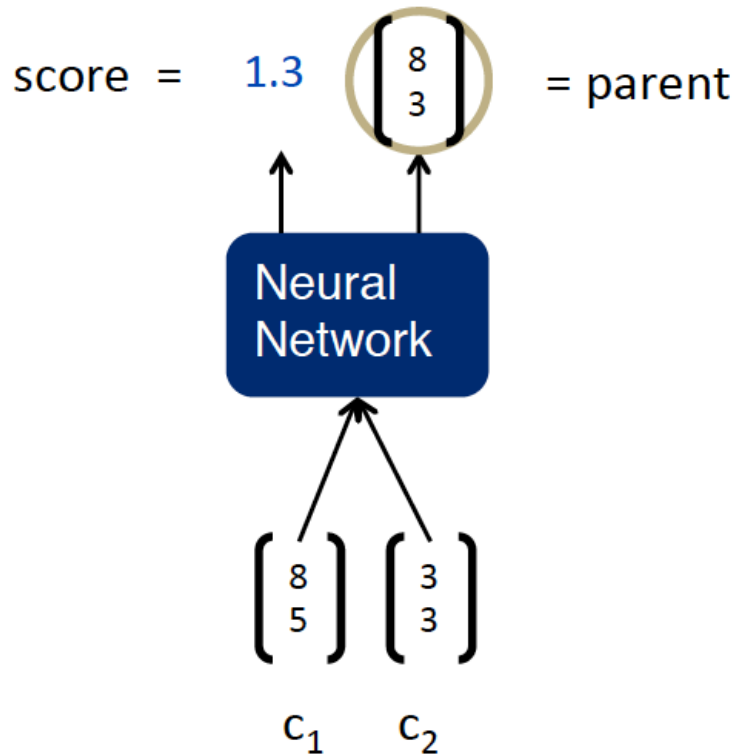 score = 1.3 8 = parent
3
Neural
Network
8 3
5 3
c₁ c₂